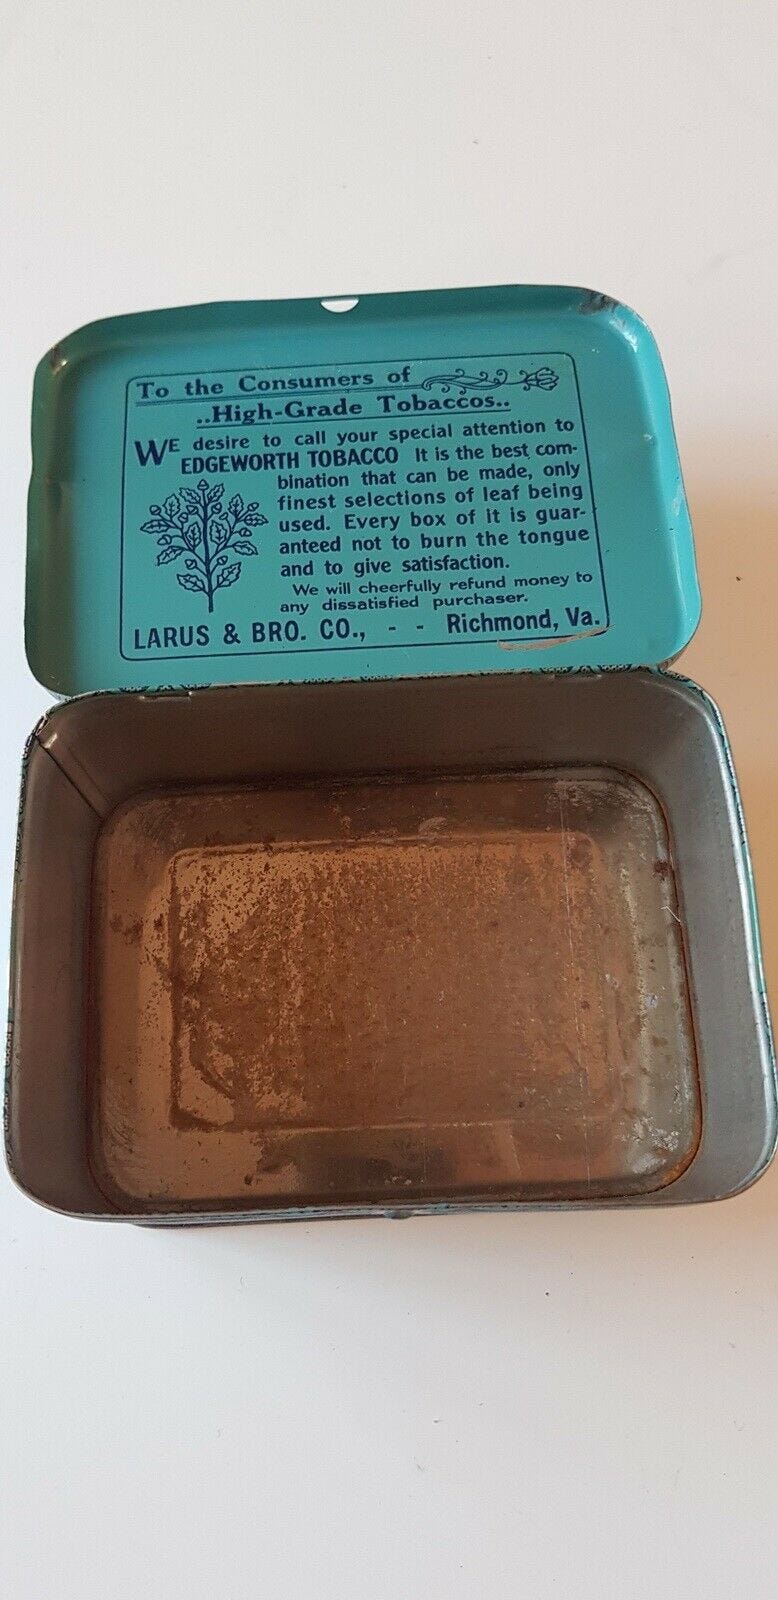 To the Consumers of
..High-Grade Tobaccos..
WE desire to call your special attention to
EDGEWORTH TOBACCO It is the best com-
bination that can be made, only
finest selections of leaf being
used. Every box of it is guar-
anteed not to burn the tongue
and to give satisfaction.
We will cheerfully refund money to
any dissatisfied purchaser.
LARUS & BRO. CO., - - Richmond, Va.